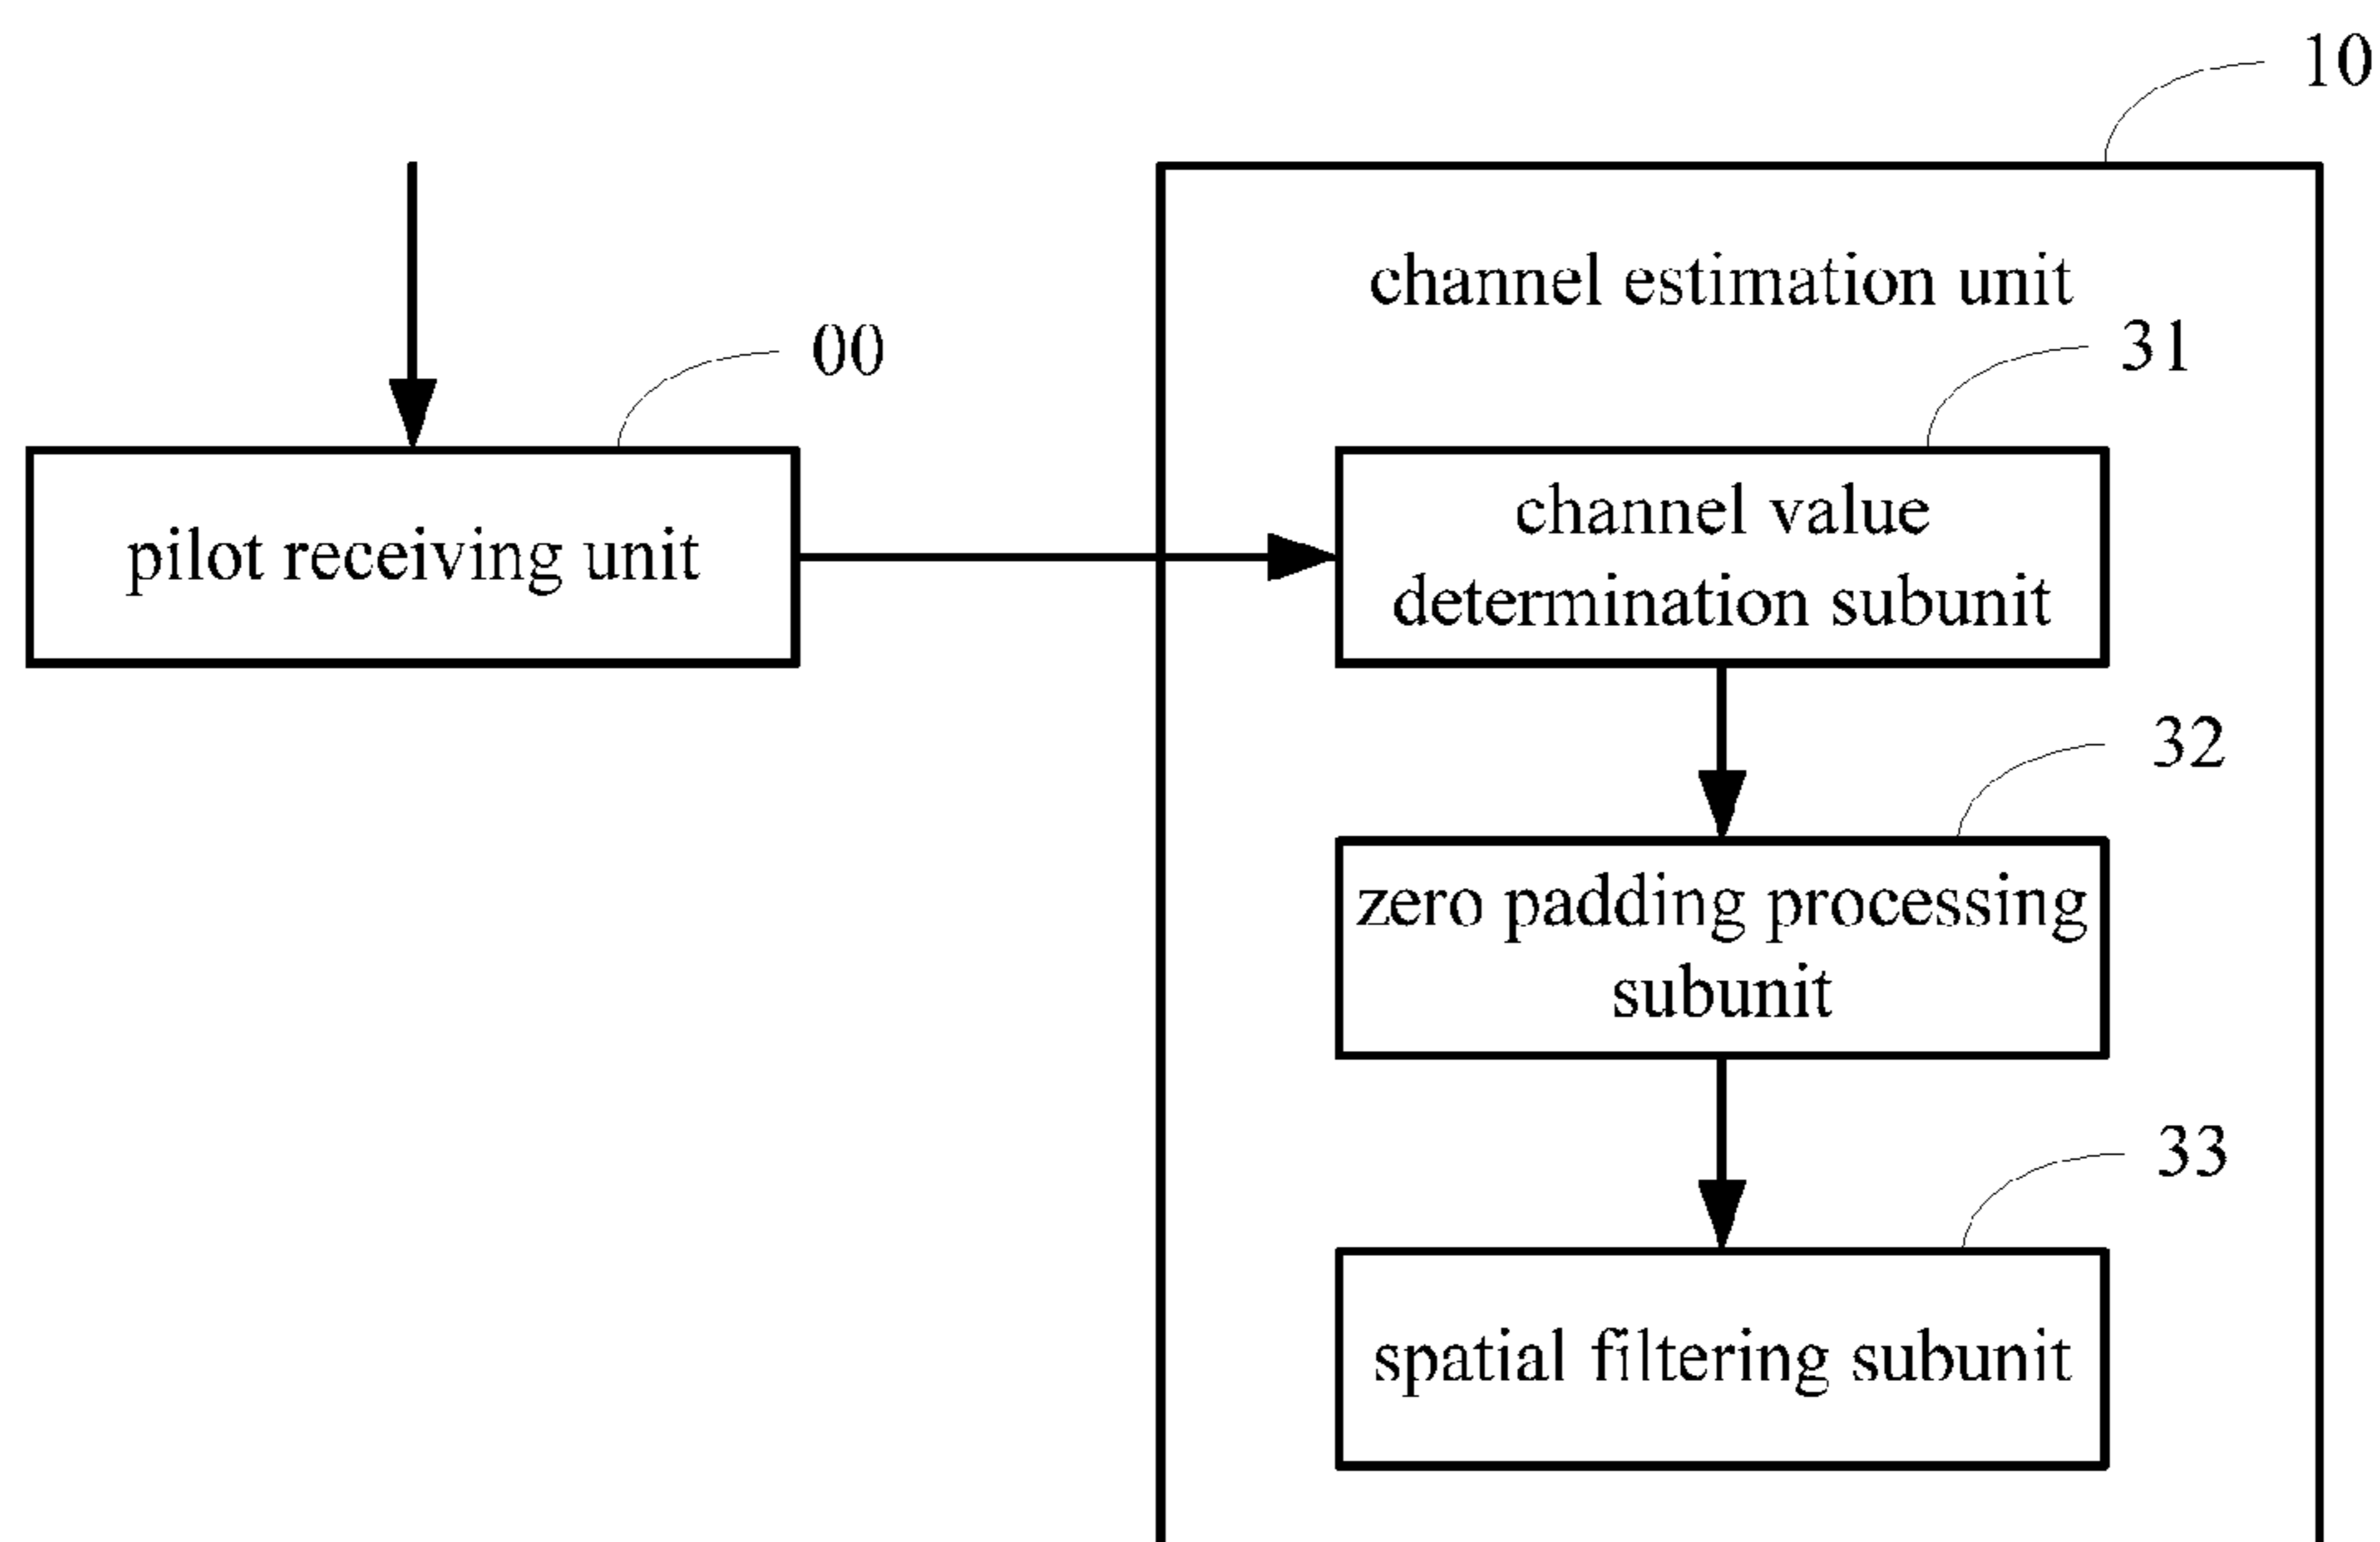 10
channel estimation unit
00
31
pilot receiving unit
channel value
determination subunit
32
zero padding processing
subunit
33
spatial filtering subunit